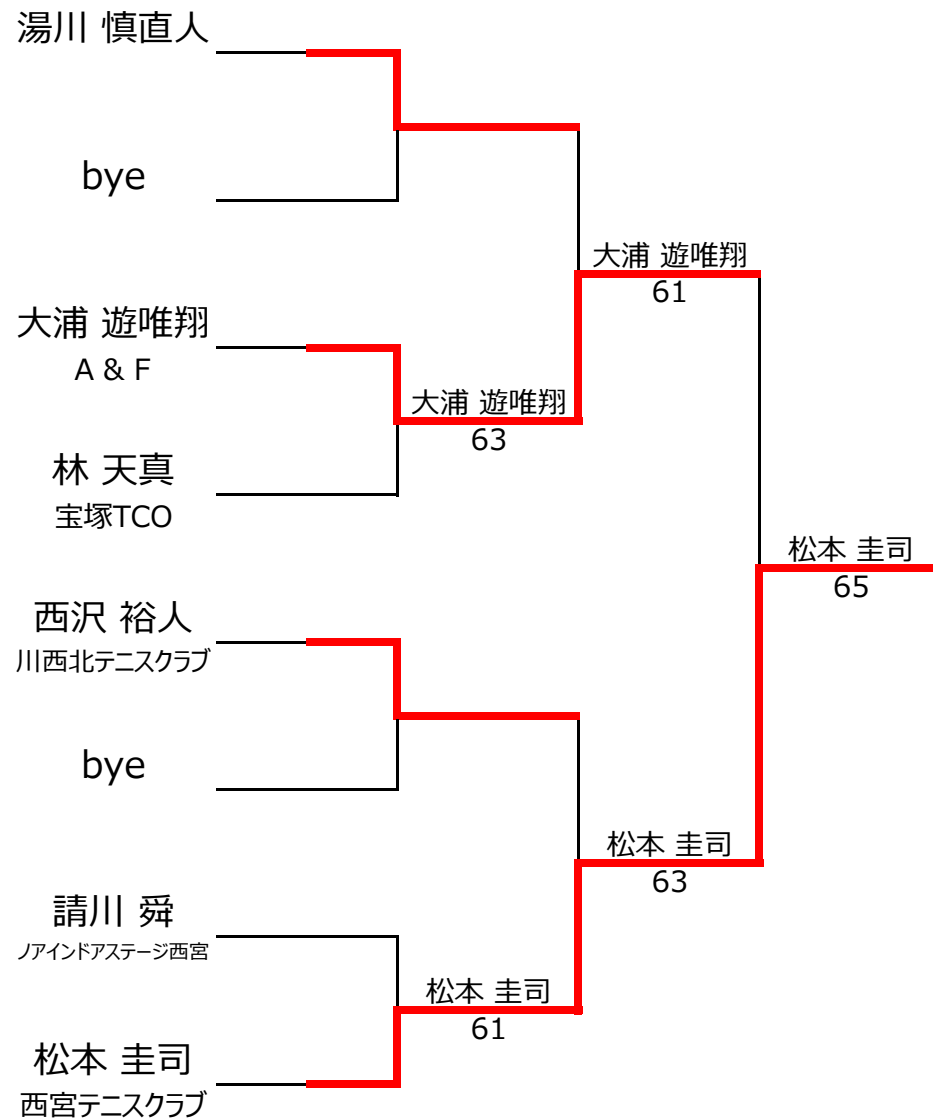 湯川 慎直人
bye
大浦 遊唯翔
61
大浦 遊唯翔
A & F
大浦 遊唯翔
63
林 天真
宝塚TCO
松本 圭司
65
西沢 裕人
川西北テニスクラブ
bye
松本 圭司
63
請川 舜
ノアインドアステージ西宮
松本 圭司
61
松本 圭司
西宮テニスクラブ